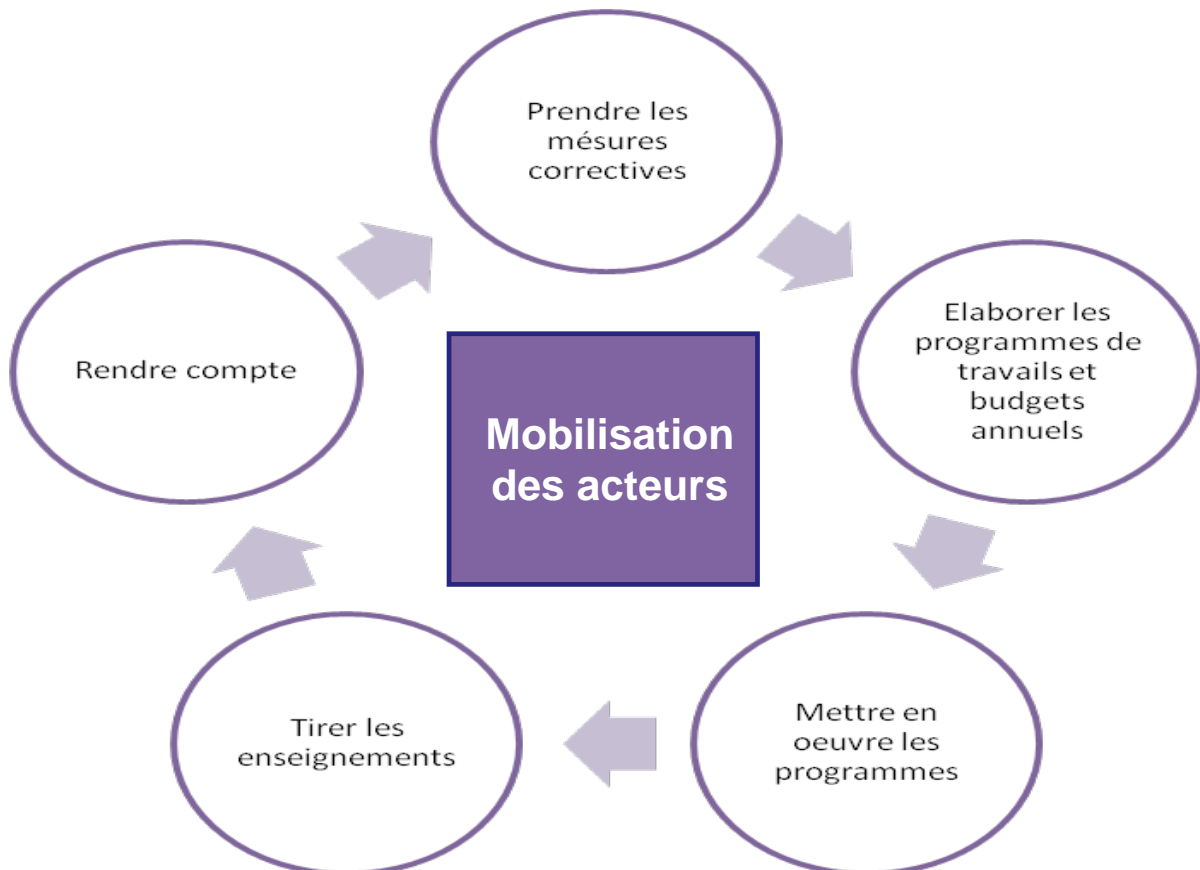 Prendre les
mésures
correctives
Elaborer les
programmes de
travails et
budgets
annuels
Mettre en
oeuvre les
programmes
Tirer les
enseignements
Rendre compte
Mobilisation
des acteurs